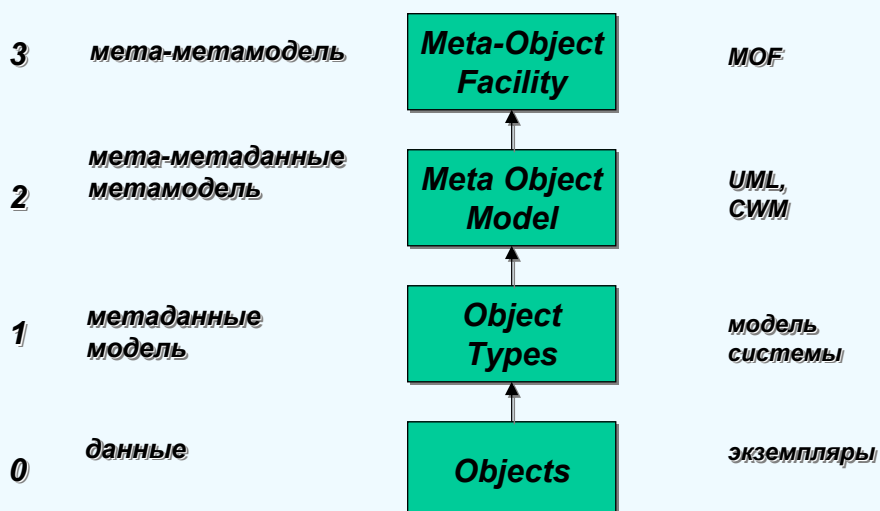 3
мета-метамодель
Meta-Object
Facility
MOF
2
мета-метаданные
метамодель
Meta Object
Model
UML,
CWM
1
метаданные
модель
Object
Types
модель
системы
0
данные
Objects
экземпляры